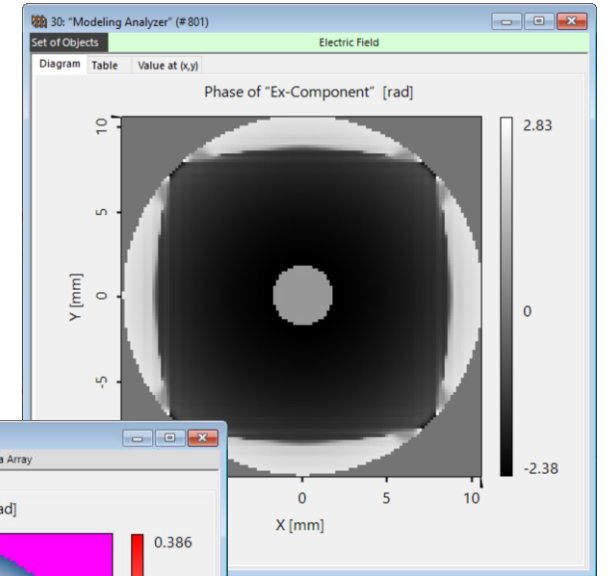 30: "Modeling Analyzer" (# 801)
Set of Objects
Electric Field
Diagram Table Value at (x,y)
Phase of "Ex-Component" [rad]
10
5
0
-5
Y [mm]
2.83
0
-2.38
0 5 10
X [mm]
a Array
ad]
0.386